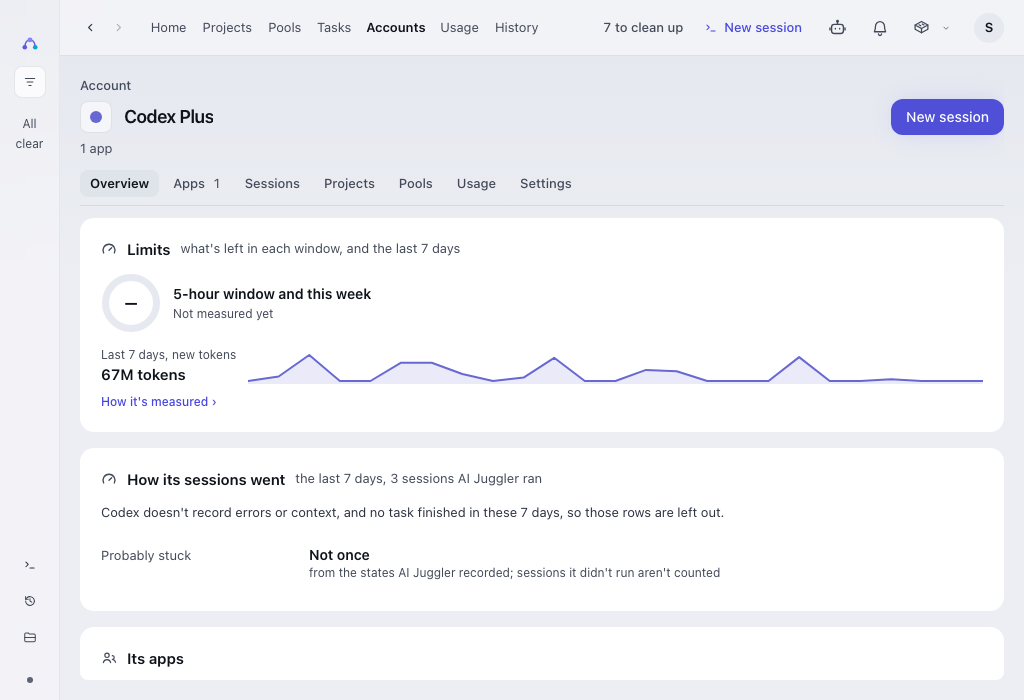 Home Projects Pools Tasks Accounts Usage History 7 to clean up New session S
All
clear
Account
Codex Plus
New session
1 app
Overview Apps 1 Sessions Projects Pools Usage Settings
Limits what's left in each window, and the last 7 days
5-hour window and this week
Not measured yet
Last 7 days, new tokens
67M tokens
How it's measured ›
How its sessions went the last 7 days, 3 sessions AI Juggler ran
Codex doesn't record errors or context, and no task finished in these 7 days, so those rows are left out.
Probably stuck Not once
from the states AI Juggler recorded; sessions it didn't run aren't counted
Its apps